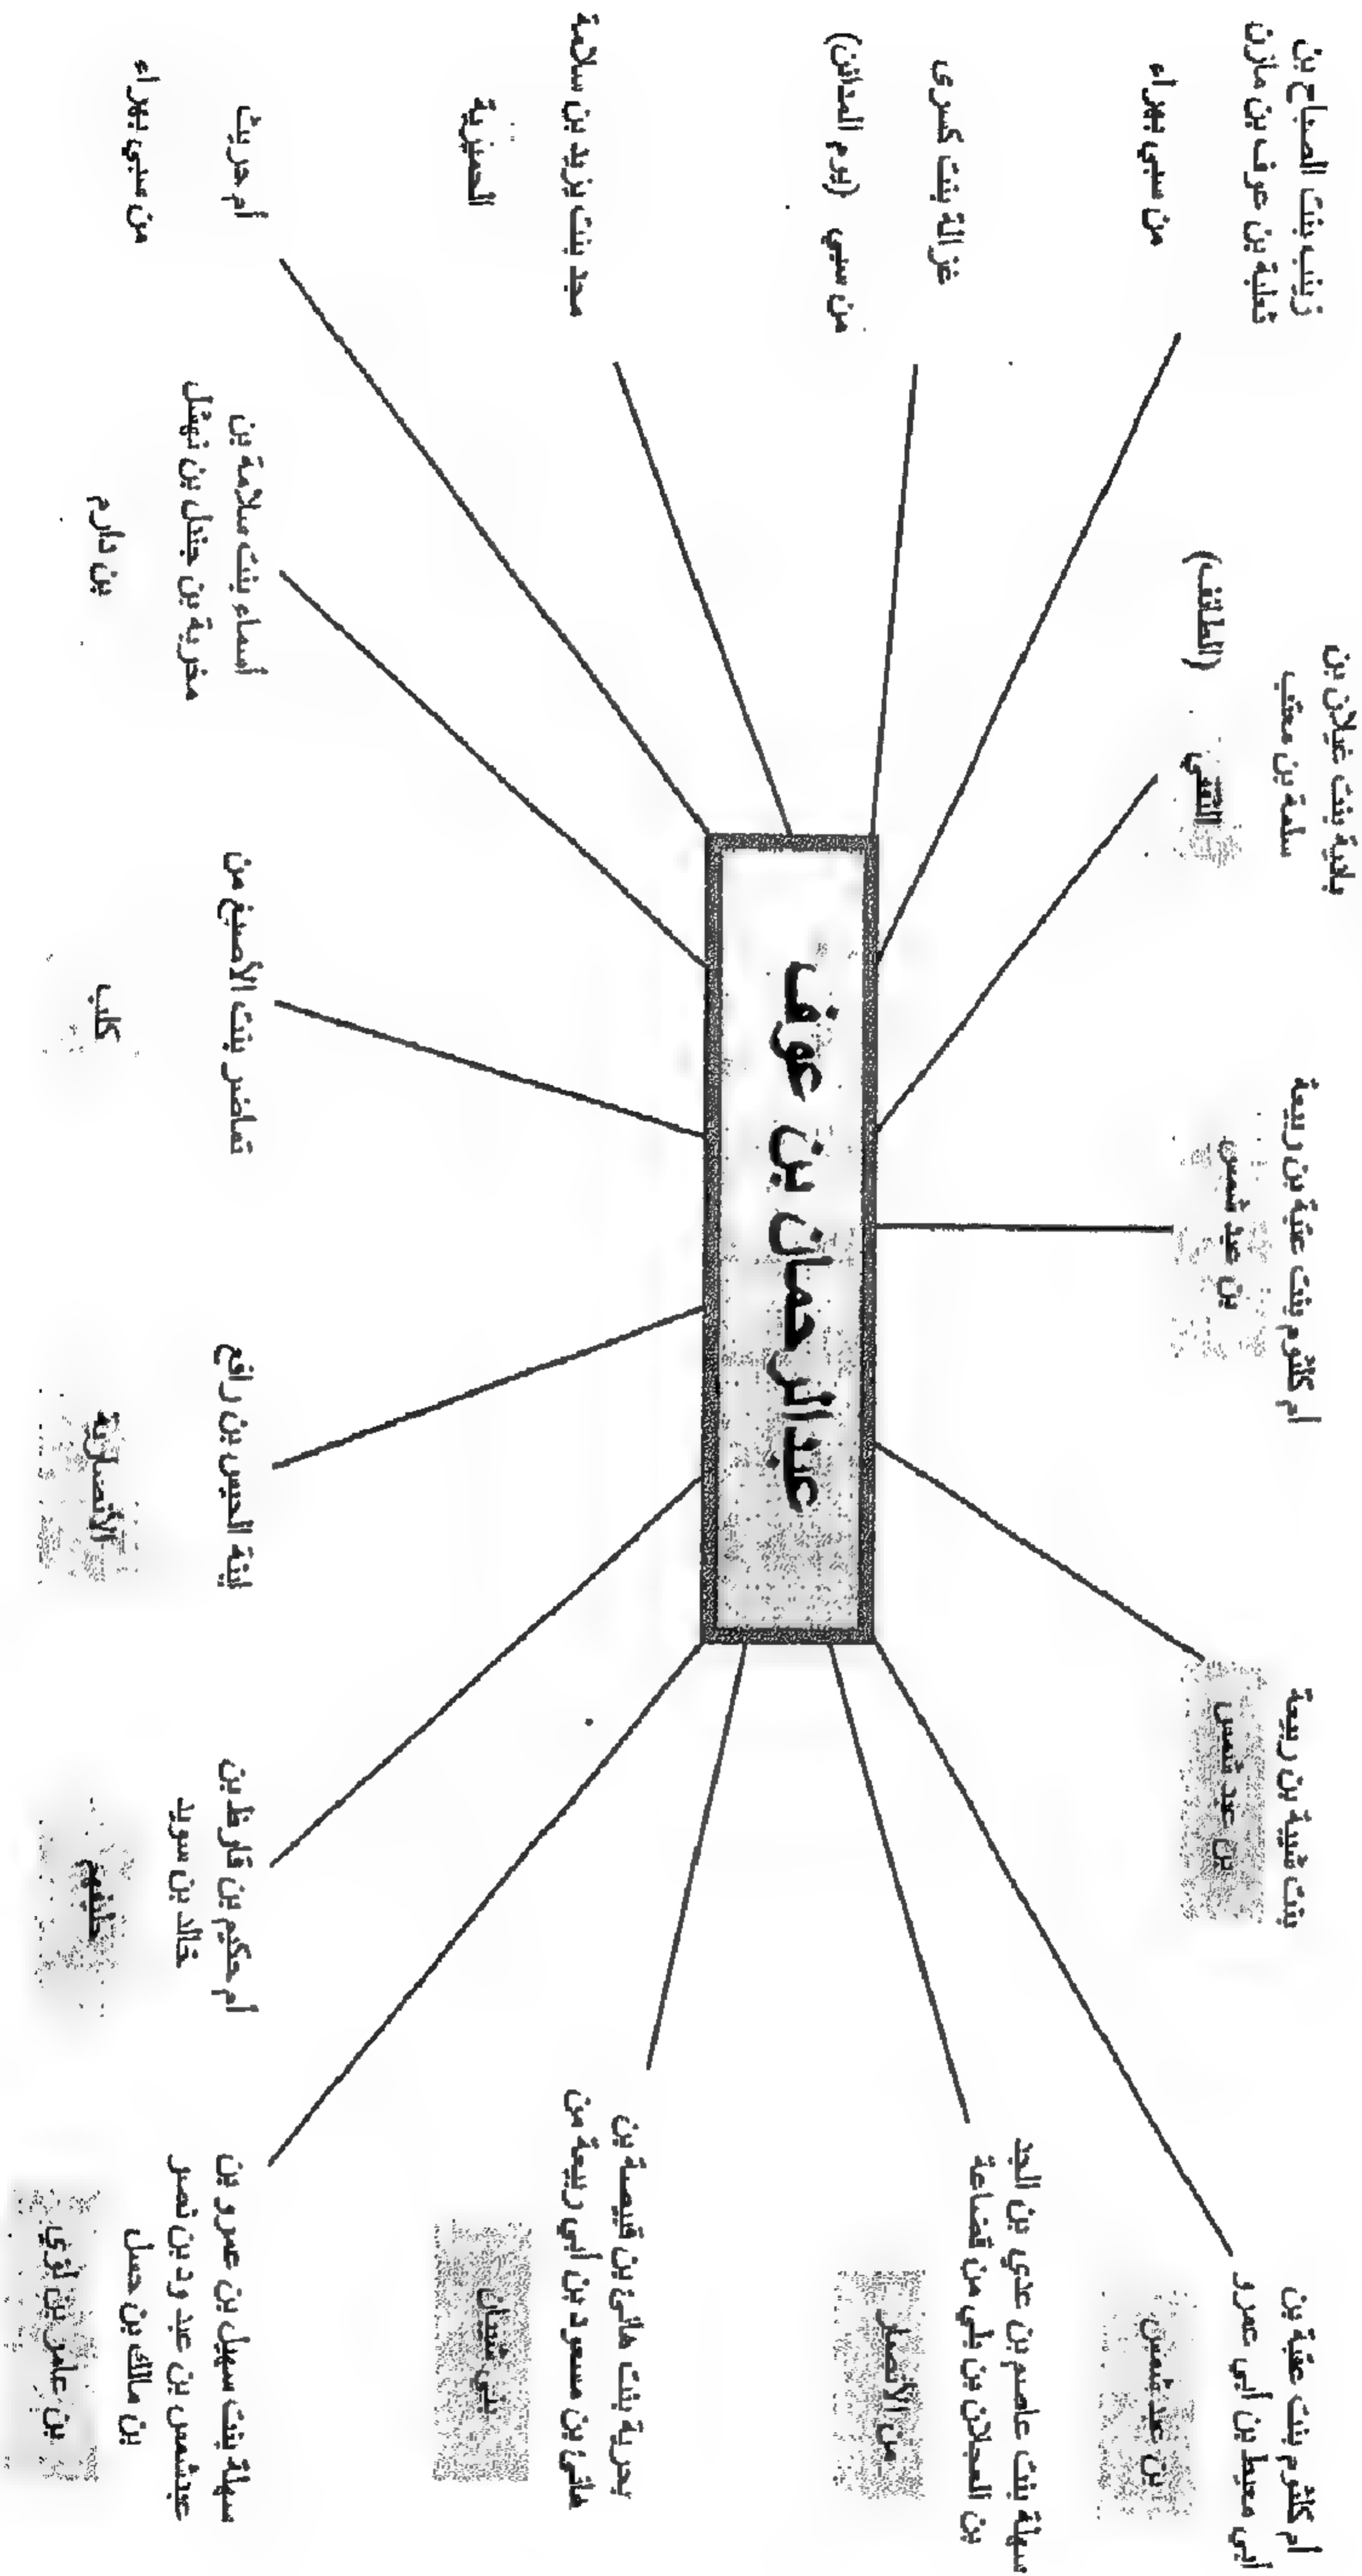 أم كلثوم بنت عقبة بن
أبي معيط بن أبي عمرو
بن عبد شمس
بنت شيبة بن ربيعة
بن عبد شمس
أم كلثوم بنت عتبة بن ربيعة
بن عبد شمس
بادية بنت غيلان بن
سلمة بن معتب
الثقفي (الطائف)
زينب بنت الصباح بن
ثعلبة بن عوف بن مازن
من سبي بهراء
سهلة بنت عاصم بن عدي بن الجد
بن العجلان بن بلي من قضاعة
من الأنصار
غزالة بنت كسرى
من سبي (يوم المدائن)
عبدالرحمان بن عوف
بحرية بنت هانئ بن قبيصة بن
هانئ بن مسعود بن أبي ربيعة من
بني شيبان
مجد بنت يزيد بن سلامة
الحميرية
سهلة بنت سهيل بن عمرو بن
عبدشمس بن عبد ود بن نصر
بن مالك بن حسل
بن عامر بن لؤي
أم حكيم بن قارظ بن
خالد بن سويد
حليفهم
ابنة الحيس بن رافع
الأنصارية
تماضر بنت الأصبغ من
كلب
أسماء بنت سلامة بن
مخربة بن جندل بن نهشل
بن دارم
أم حريث
من سبي بهراء